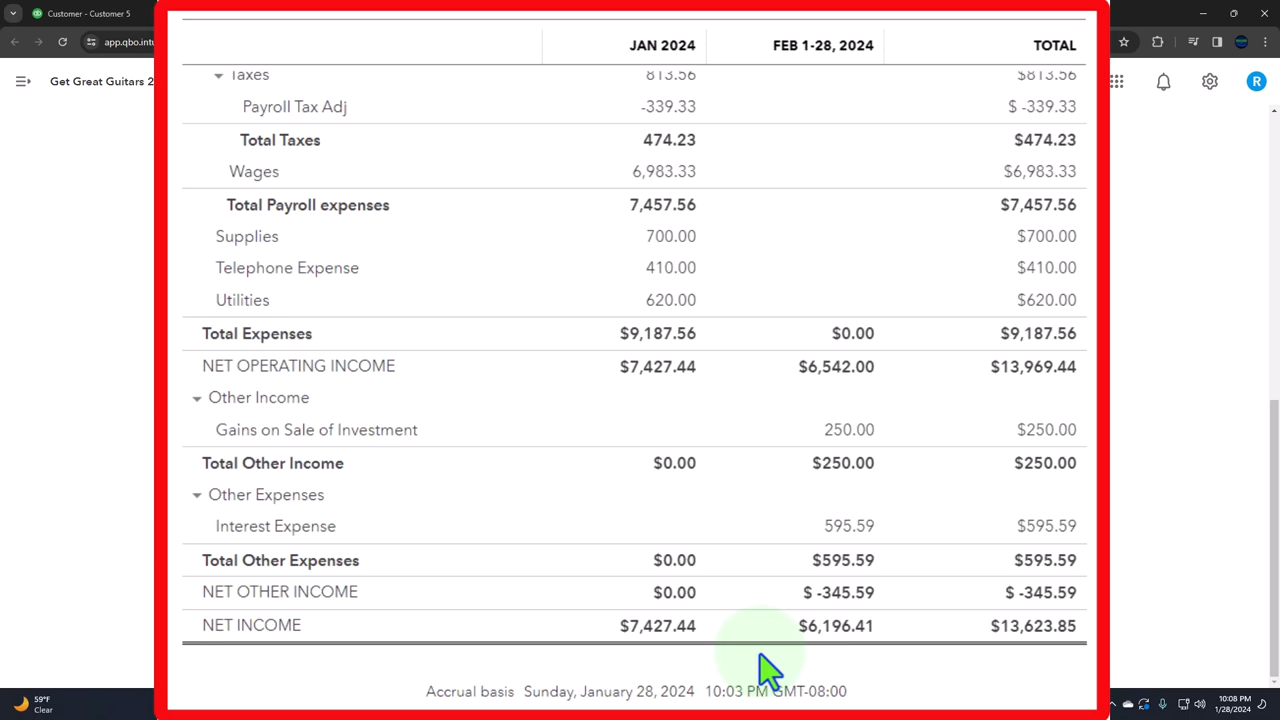 Customer - Customer 5
app.qbo.intu
Get Great Guitars 2
R
JAN 2024 FEB 1-28, 2024 TOTAL
Taxes 813.56 $813.56
Payroll Tax Adj -339.33 $ -339.33
Total Taxes 474.23 $474.23
Wages 6,983.33 $6,983.33
Total Payroll expenses 7,457.56 $7,457.56
Supplies 700.00 $700.00
Telephone Expense 410.00 $410.00
Utilities 620.00 $620.00
Total Expenses $9,187.56 $0.00 $9,187.56
NET OPERATING INCOME $7,427.44 $6,542.00 $13,969.44
Other Income
Gains on Sale of Investment 250.00 $250.00
Total Other Income $0.00 $250.00 $250.00
Other Expenses
Interest Expense 595.59 $595.59
Total Other Expenses $0.00 $595.59 $595.59
NET OTHER INCOME $0.00 $ -345.59 $ -345.59
NET INCOME $7,427.44 $6,196.41 $13,623.85
Accrual basis Sunday, January 28, 2024 10:03 PM GMT-08:00
59°F
Clear
10:08 PM
1/28/2024